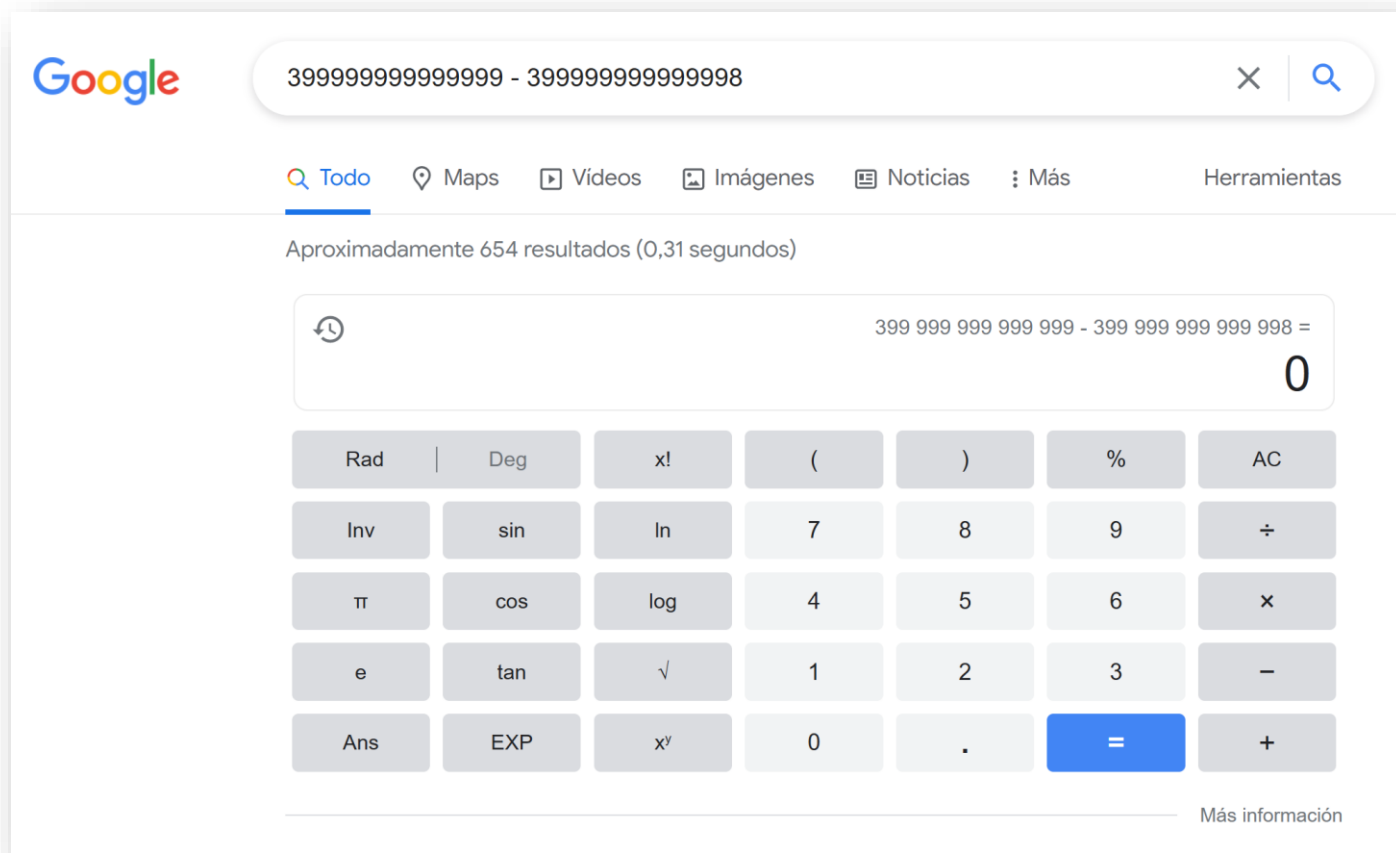 Google
399999999999999 - 399999999999998
Todo Maps Vídeos Imágenes Noticias Más Herramientas
Aproximadamente 654 resultados (0,31 segundos)
399 999 999 999 999 - 399 999 999 999 998 =
0
Rad | Deg x! ( ) % AC
Inv sin ln 7 8 9 ÷
π cos log 4 5 6 ×
e tan √ 1 2 3 −
Ans EXP xʸ 0 . = +
Más información